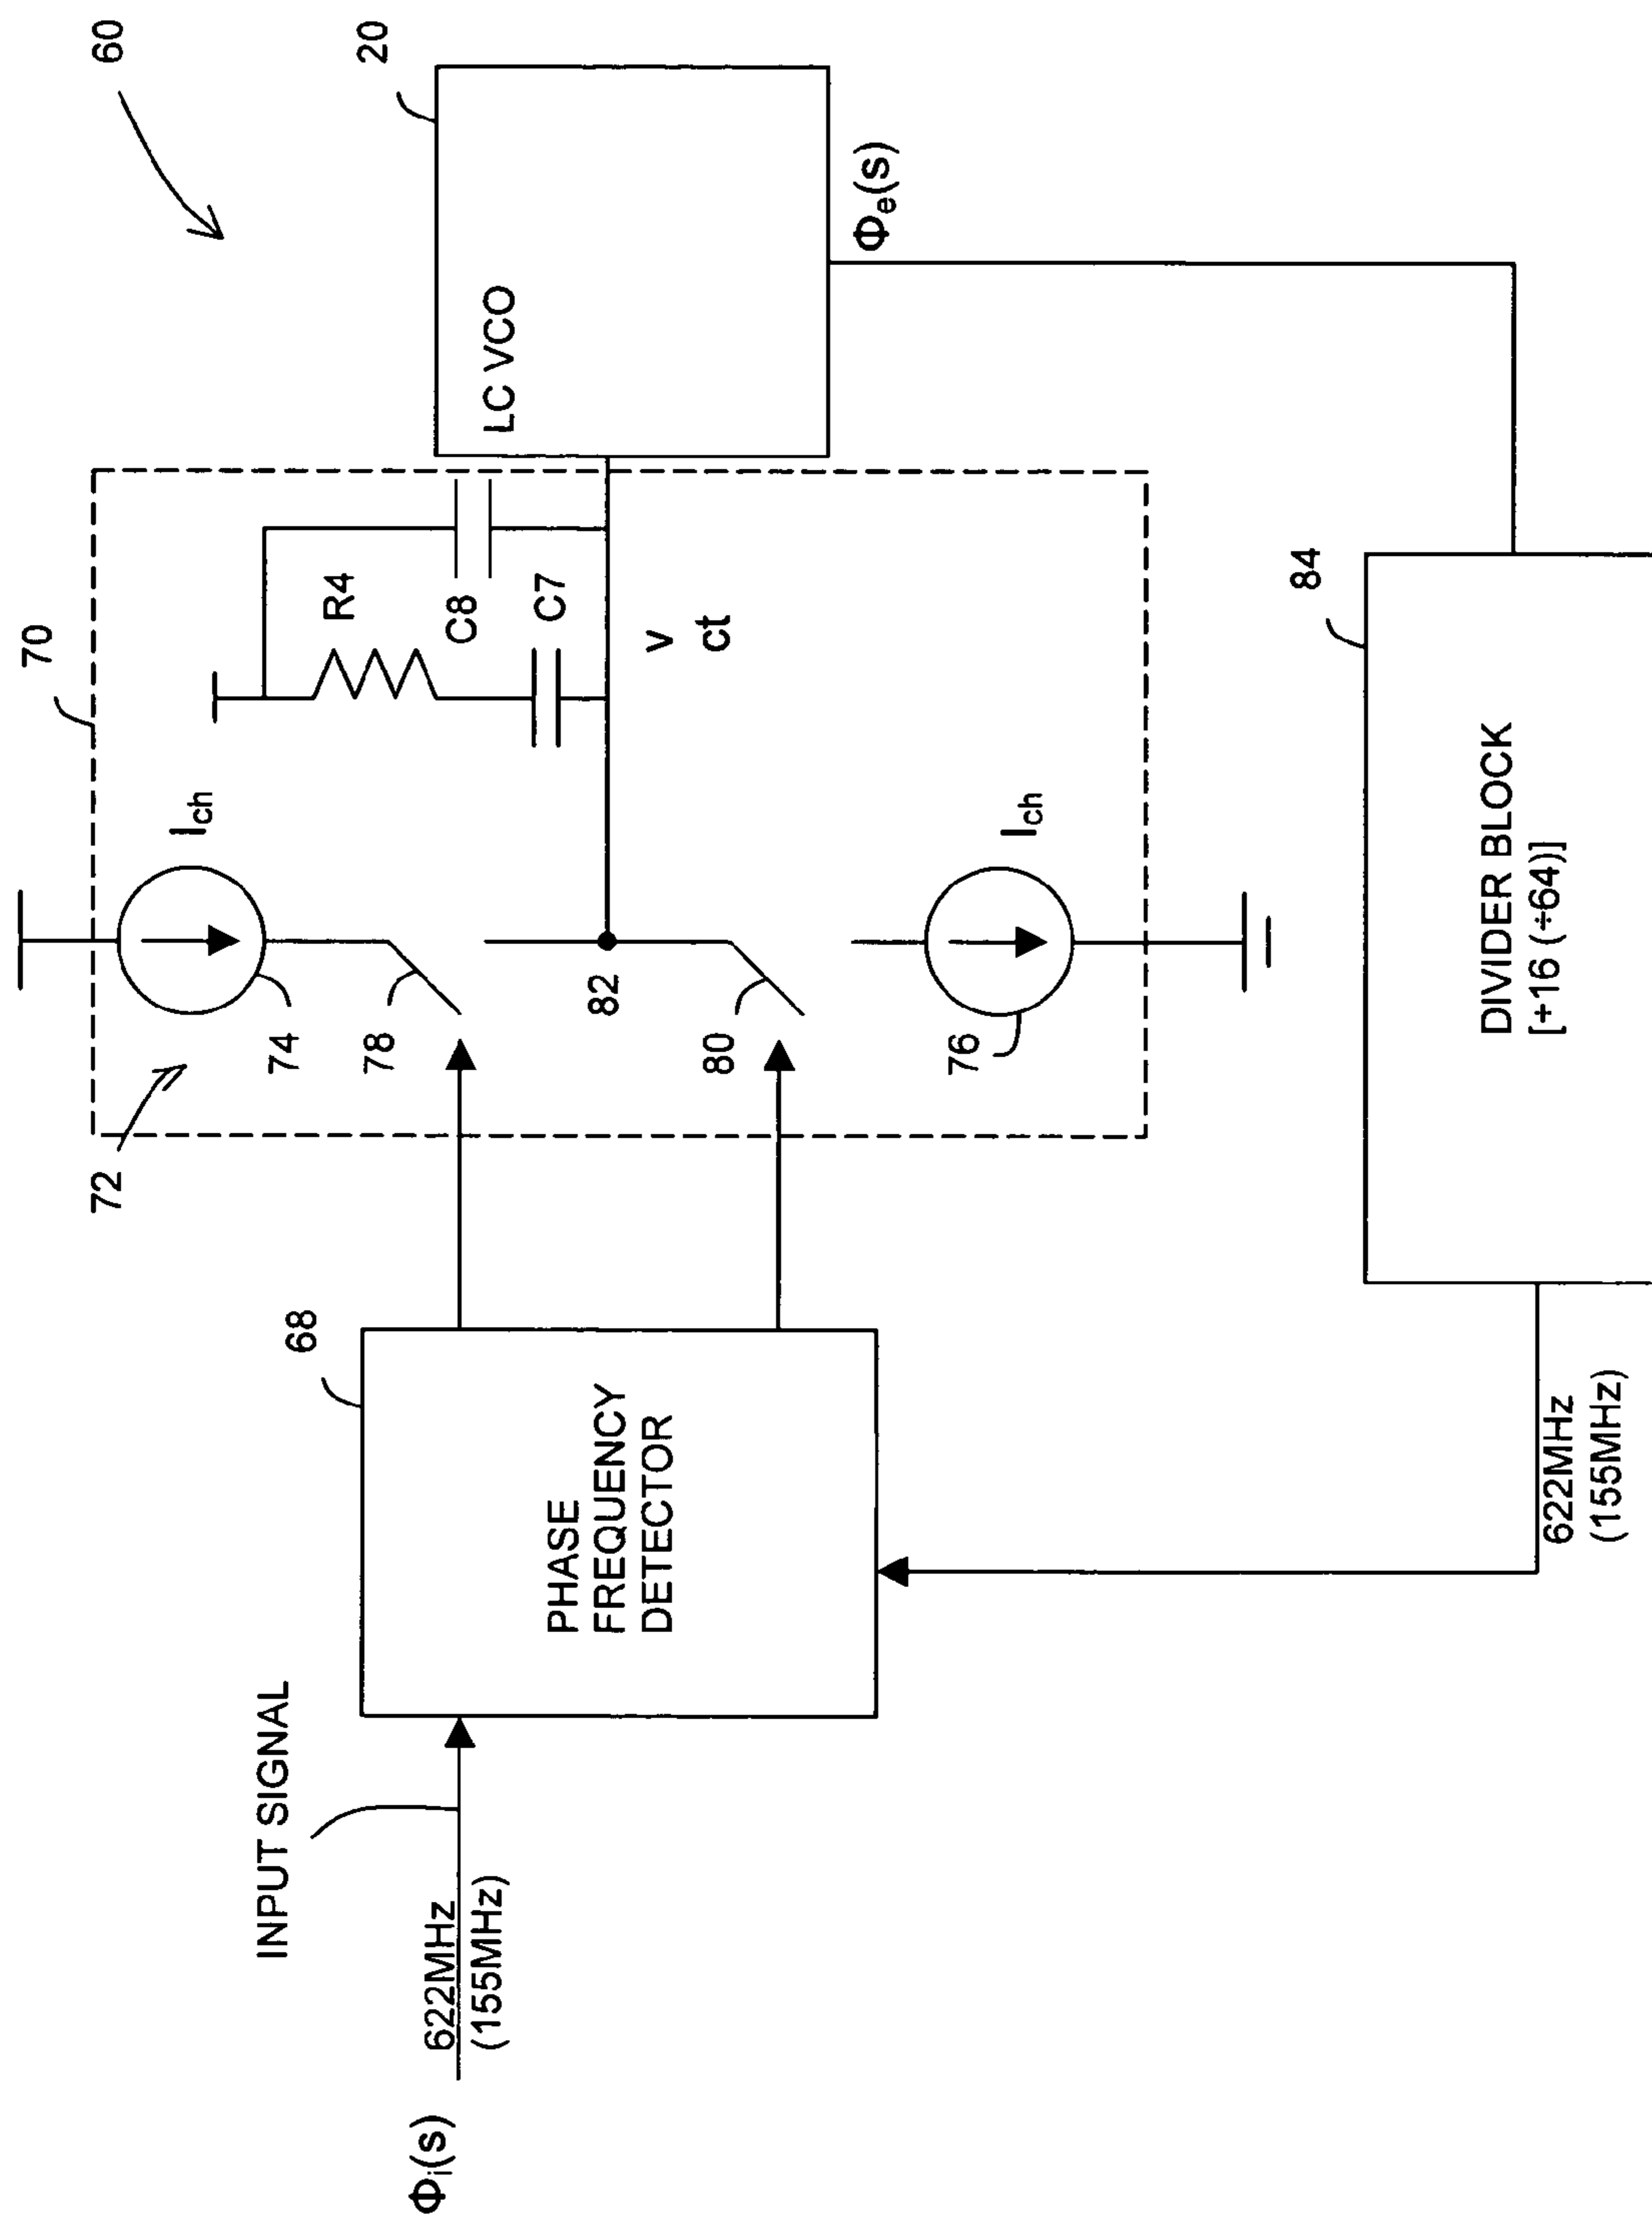 60
70
20
72
74
Ich
78
R4
C8
C7
LC VCO
82
v
ct
80
76
Ich
Φe(s)
68
PHASE
FREQUENCY
DETECTOR
INPUT SIGNAL
Φi(s)
622MHz
(155MHz)
84
DIVIDER BLOCK
[÷16 (÷64)]
622MHz
(155MHz)